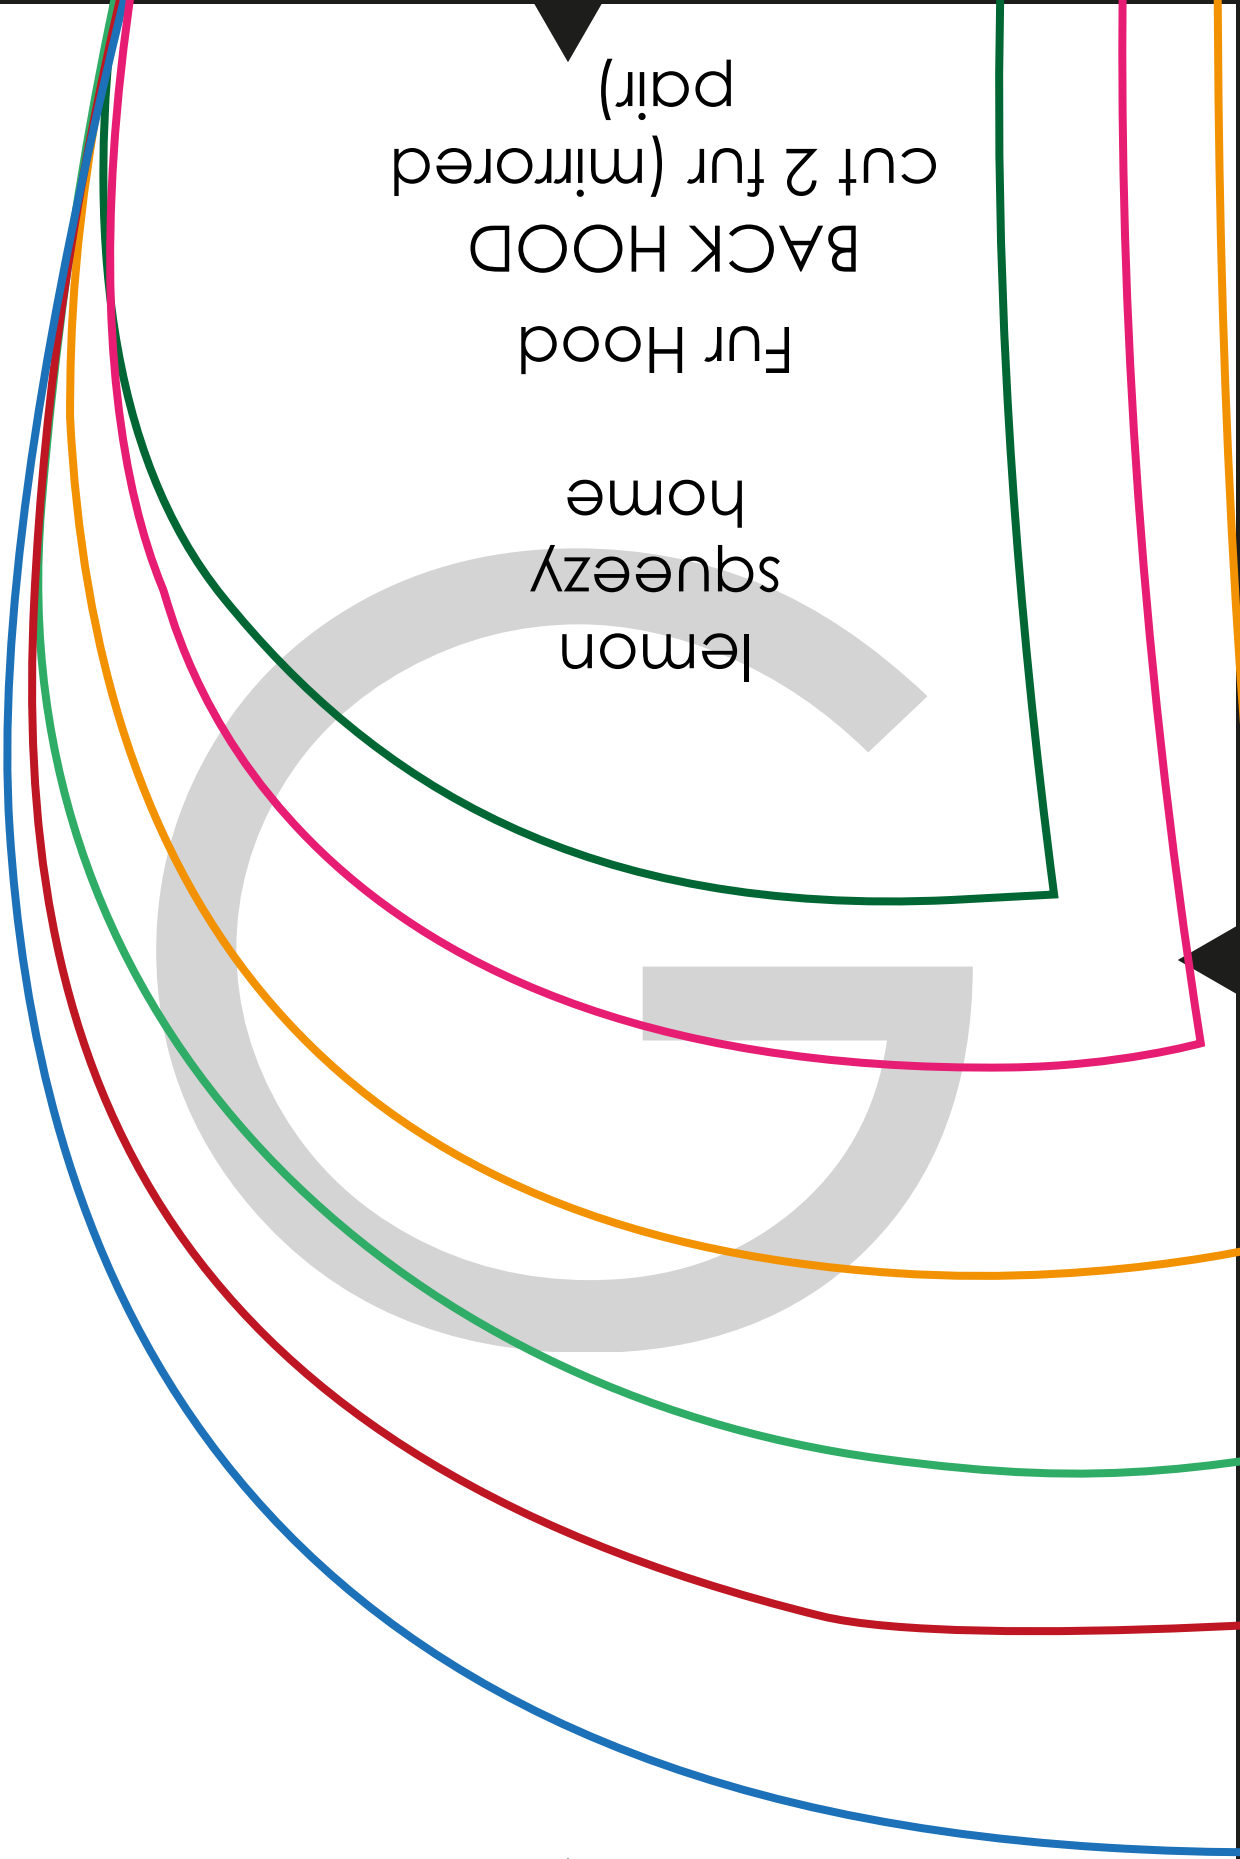 lemon
squeezy
home
Fur Hood
BACK HOOD
cut 2 fur (mirrored
pair)
G